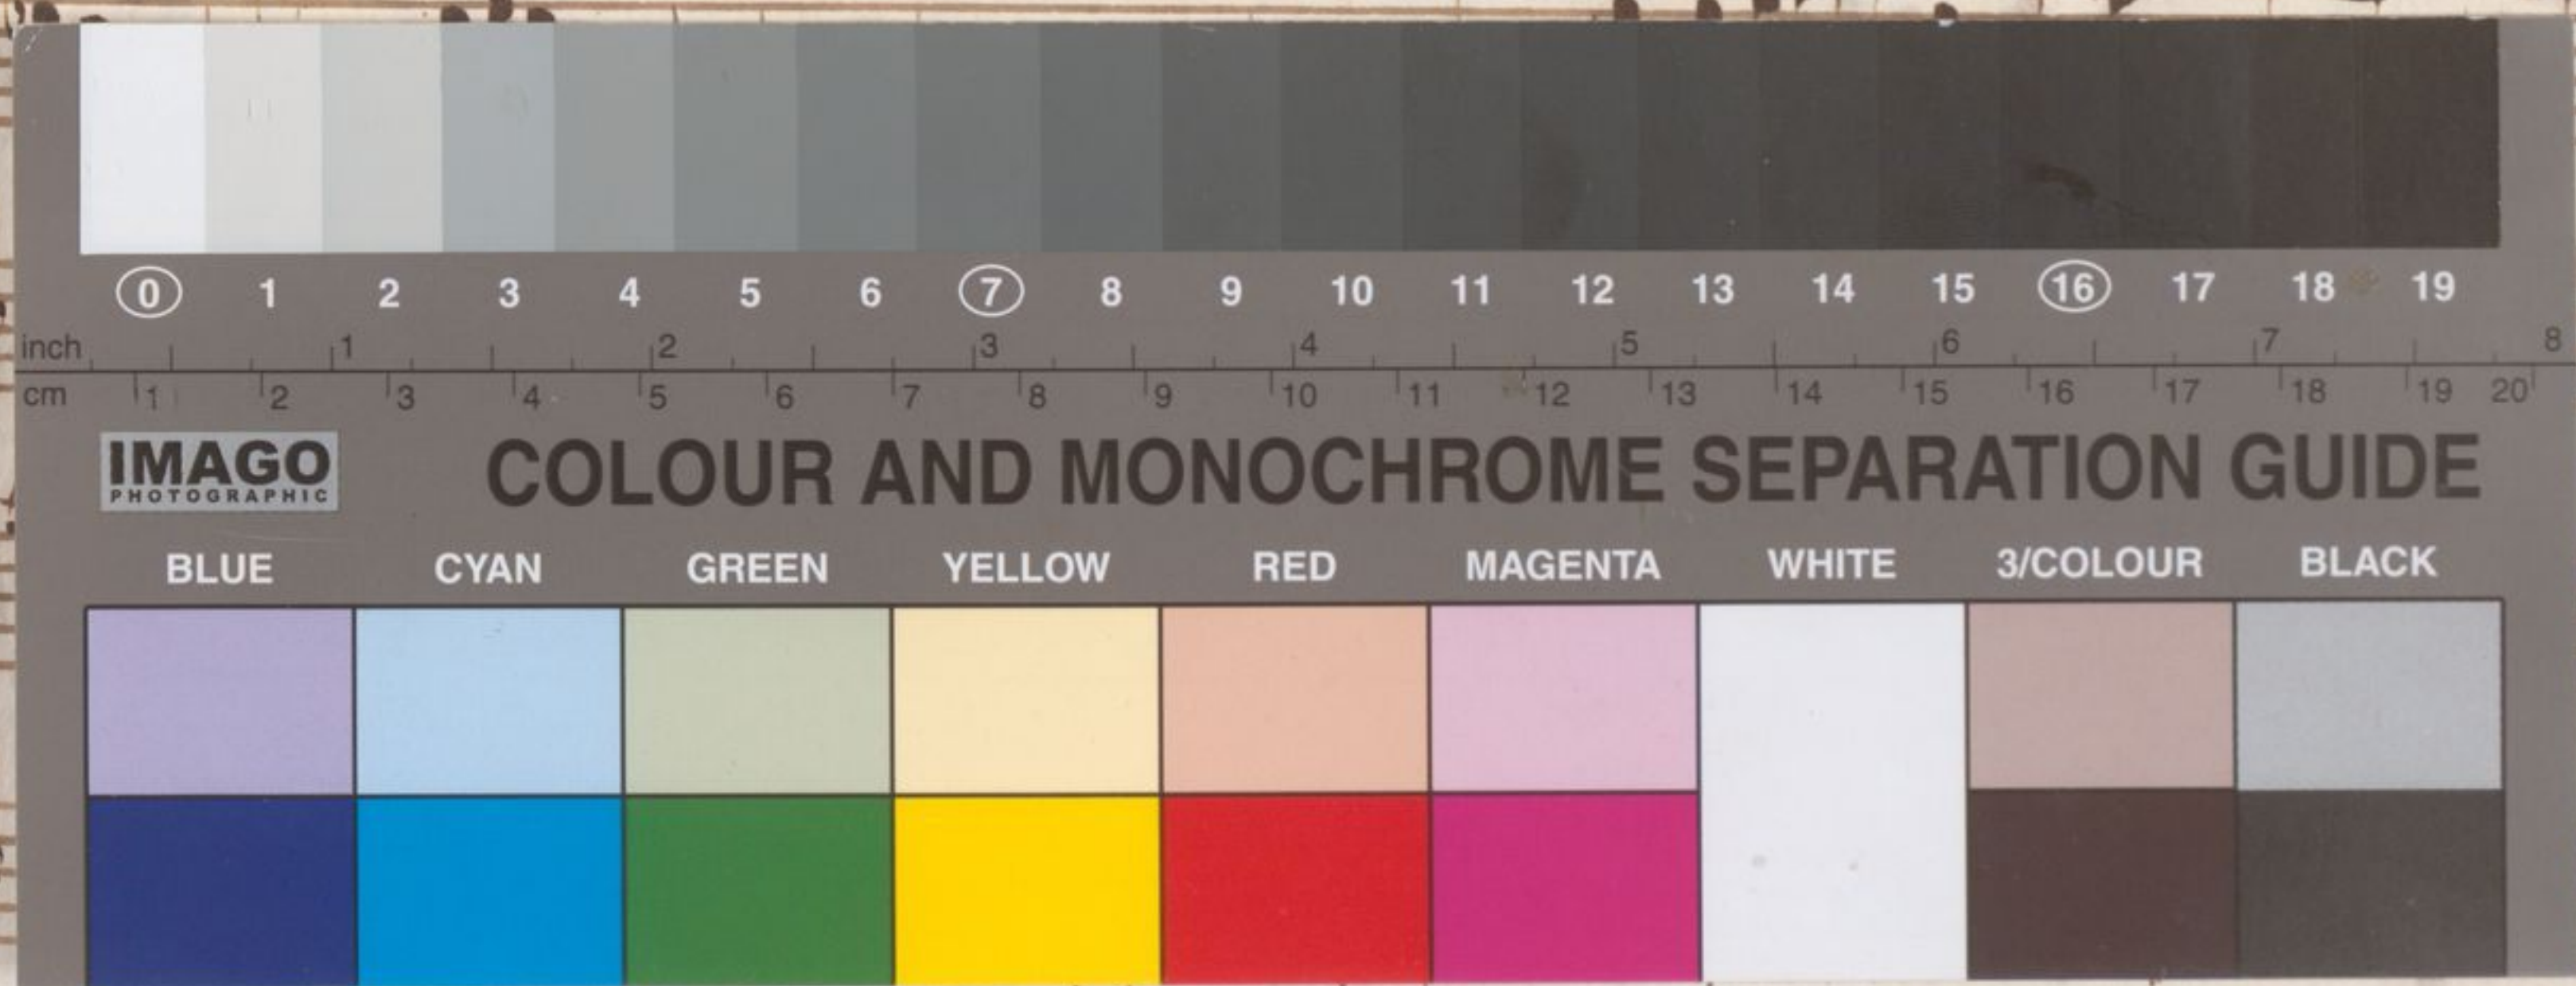 0 1 2 3 4 5 6 7 8 9 10 11 12 13 14 15 16 17 18 19
inch 1 2 3 4 5 6 7 8
cm 1 2 3 4 5 6 7 8 9 10 11 12 13 14 15 16 17 18 19 20
IMAGO
PHOTOGRAPHIC
COLOUR AND MONOCHROME SEPARATION GUIDE
BLUE CYAN GREEN YELLOW RED MAGENTA WHITE 3/COLOUR BLACK